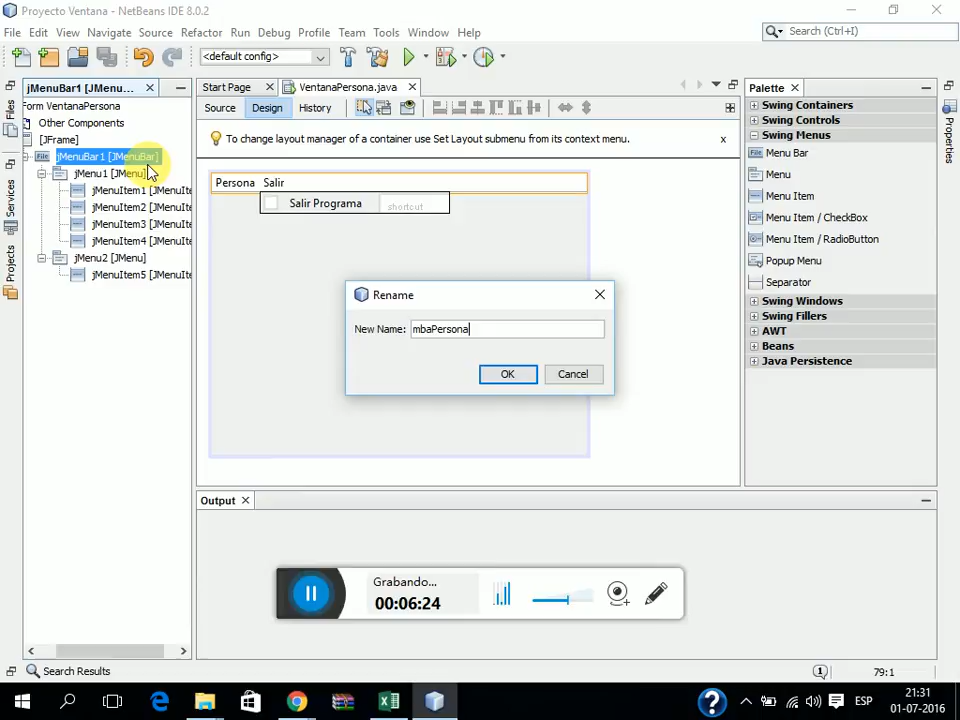 Proyecto Ventana - NetBeans IDE 8.0.2
File Edit View Navigate Source Refactor Run Debug Profile Team Tools Window Help
Search (Ctrl+I)
<default config>
jMenuBar1 [JMenu...
Start Page
VentanaPersona.java
Palette
Source Design History
Files
Services
Projects
Form VentanaPersona
Other Components
[JFrame]
jMenuBar1 [JMenuBar]
jMenu1 [JMenu]
jMenuItem1 [JMenuIte
jMenuItem2 [JMenuIte
jMenuItem3 [JMenuIte
jMenuItem4 [JMenuIte
jMenu2 [JMenu]
jMenuItem5 [JMenuIte
To change layout manager of a container use Set Layout submenu from its context menu.
x
Persona Salir
Salir Programa
shortcut
Rename
New Name: mbaPersona
OK
Cancel
Swing Containers
Swing Controls
Swing Menus
Menu Bar
Menu
Menu Item
Menu Item / CheckBox
Menu Item / RadioButton
Popup Menu
Separator
Swing Windows
Swing Fillers
AWT
Beans
Java Persistence
Properties
Output
Grabando...
00:06:24
Search Results
1
79:1
ESP
21:31
01-07-2016